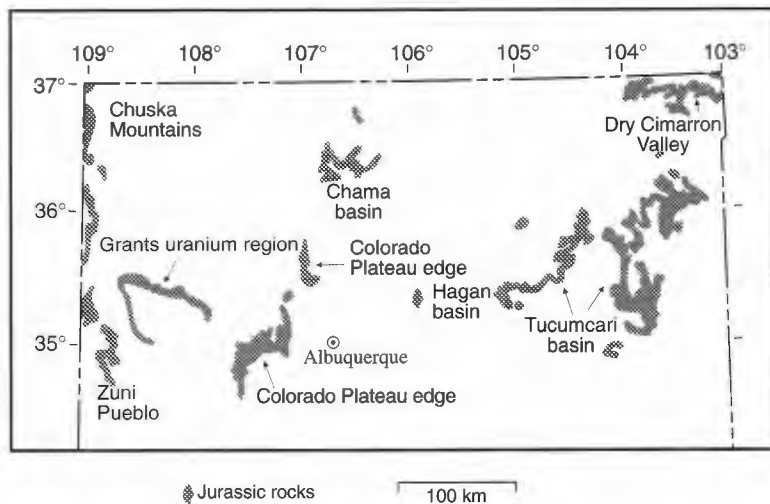 109° 108° 107° 106° 105° 104° 103°
37°
Chuska
Mountains
Dry Cimarron
Valley
Chama
basin
36°
Grants uranium region
Colorado
Plateau edge
Hagan
basin
Tucumcari
basin
35°
Albuquerque
Zuni
Pueblo
Colorado Plateau edge
Jurassic rocks
100 km